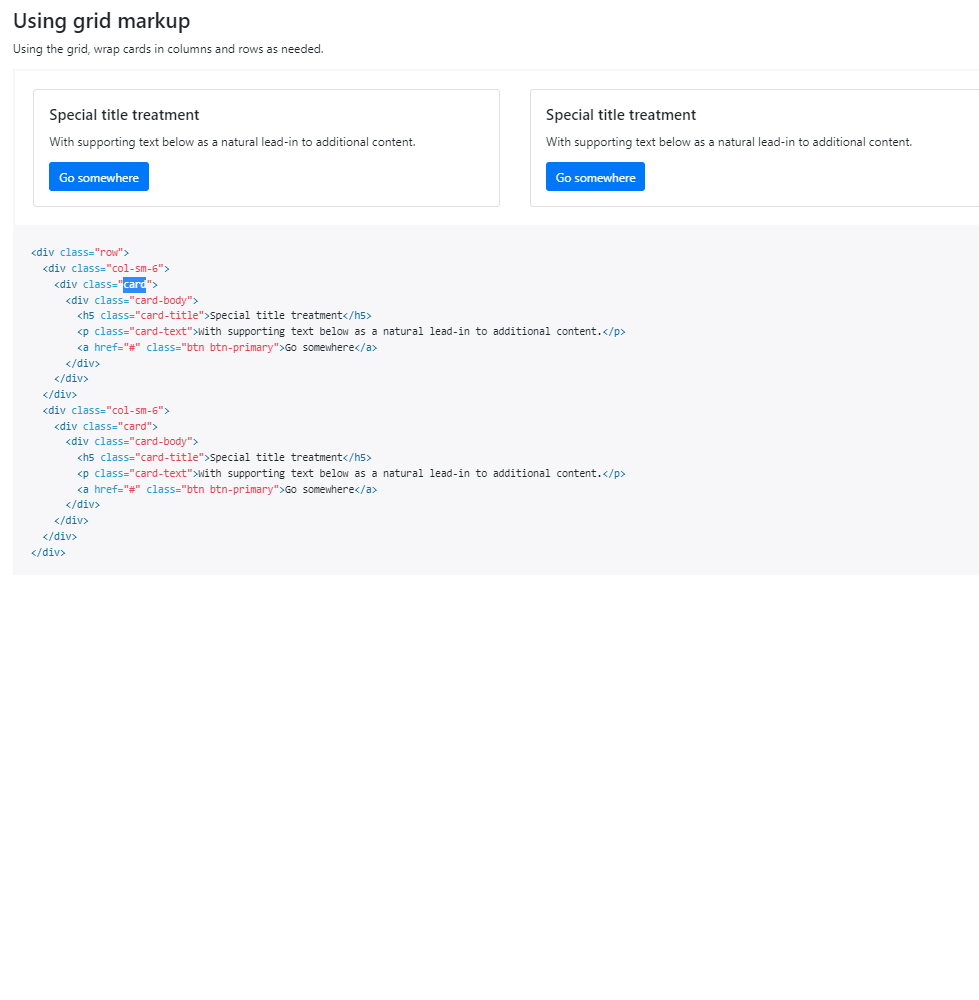 Using grid markup
Using the grid, wrap cards in columns and rows as needed.
Special title treatment
With supporting text below as a natural lead-in to additional content.
Go somewhere
Special title treatment
With supporting text below as a natural lead-in to additional content.
Go somewhere
<div class="row">
  <div class="col-sm-6">
    <div class="card">
      <div class="card-body">
        <h5 class="card-title">Special title treatment</h5>
        <p class="card-text">With supporting text below as a natural lead-in to additional content.</p>
        <a href="#" class="btn btn-primary">Go somewhere</a>
      </div>
    </div>
  </div>
  <div class="col-sm-6">
    <div class="card">
      <div class="card-body">
        <h5 class="card-title">Special title treatment</h5>
        <p class="card-text">With supporting text below as a natural lead-in to additional content.</p>
        <a href="#" class="btn btn-primary">Go somewhere</a>
      </div>
    </div>
  </div>
</div>